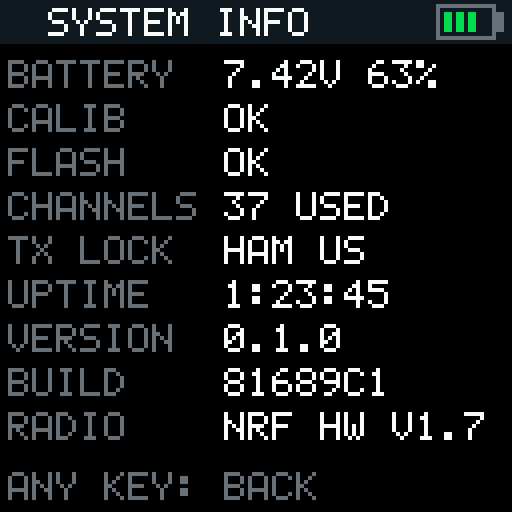 SYSTEM INFO
BATTERY 7.42V 63%
CALIB OK
FLASH OK
CHANNELS 37 USED
TX LOCK HAM US
UPTIME 1:23:45
VERSION 0.1.0
BUILD 81689C1
RADIO NRF HW V1.7
ANY KEY: BACK